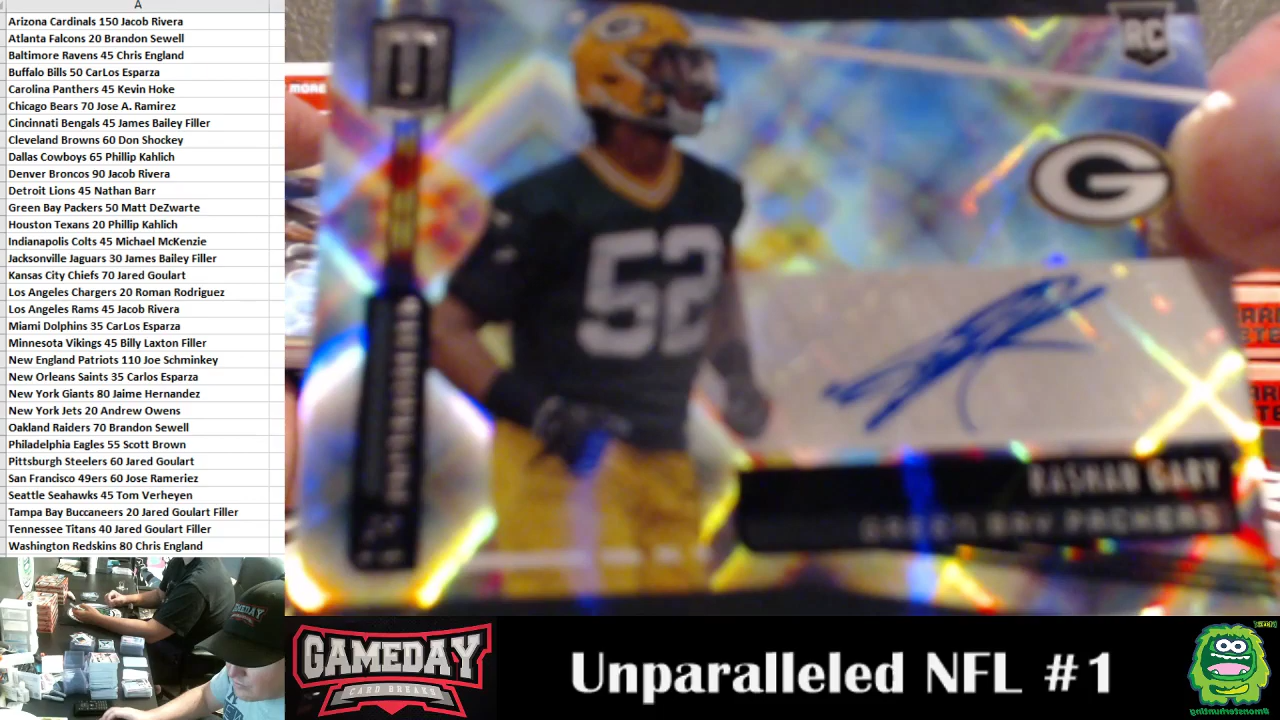 A
Arizona Cardinals 150 Jacob Rivera
Atlanta Falcons 20 Brandon Sewell
Baltimore Ravens 45 Chris England
Buffalo Bills 50 CarLos Esparza
Carolina Panthers 45 Kevin Hoke
Chicago Bears 70 Jose A. Ramirez
Cincinnati Bengals 45 James Bailey Filler
Cleveland Browns 60 Don Shockey
Dallas Cowboys 65 Phillip Kahlich
Denver Broncos 90 Jacob Rivera
Detroit Lions 45 Nathan Barr
Green Bay Packers 50 Matt DeZwarte
Houston Texans 20 Phillip Kahlich
Indianapolis Colts 45 Michael McKenzie
Jacksonville Jaguars 30 James Bailey Filler
Kansas City Chiefs 70 Jared Goulart
Los Angeles Chargers 20 Roman Rodriguez
Los Angeles Rams 45 Jacob Rivera
Miami Dolphins 35 CarLos Esparza
Minnesota Vikings 45 Billy Laxton Filler
New England Patriots 110 Joe Schminkey
New Orleans Saints 35 Carlos Esparza
New York Giants 80 Jaime Hernandez
New York Jets 20 Andrew Owens
Oakland Raiders 70 Brandon Sewell
Philadelphia Eagles 55 Scott Brown
Pittsburgh Steelers 60 Jared Goulart
San Francisco 49ers 60 Jose Rameriez
Seattle Seahawks 45 Tom Verheyen
Tampa Bay Buccaneers 20 Jared Goulart Filler
Tennessee Titans 40 Jared Goulart Filler
Washington Redskins 80 Chris England
MORE
RC
G
G
52
RASHAN GARY
GREEN BAY PACKERS
GAMEDAY
GAMEDAY
CARD BREAKS
Unparalleled NFL #1
#monsterhunting